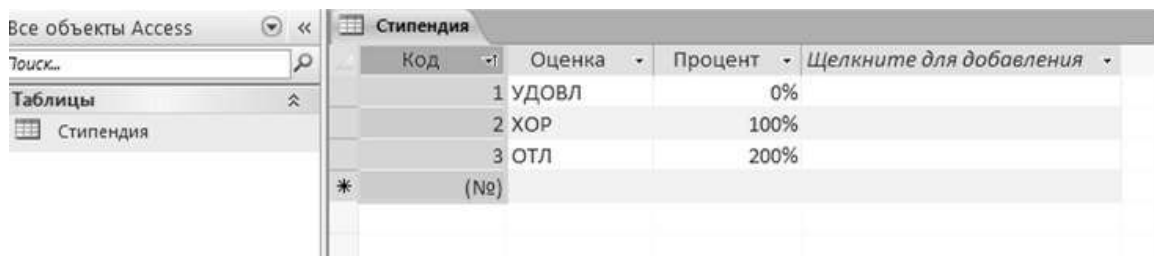 Все объекты Access
Стипендия
Поиск...
Код Оценка Процент Щелкните для добавления
Таблицы
1 УДОВЛ 0%
Стипендия
2 ХОР 100%
3 ОТЛ 200%
(№)